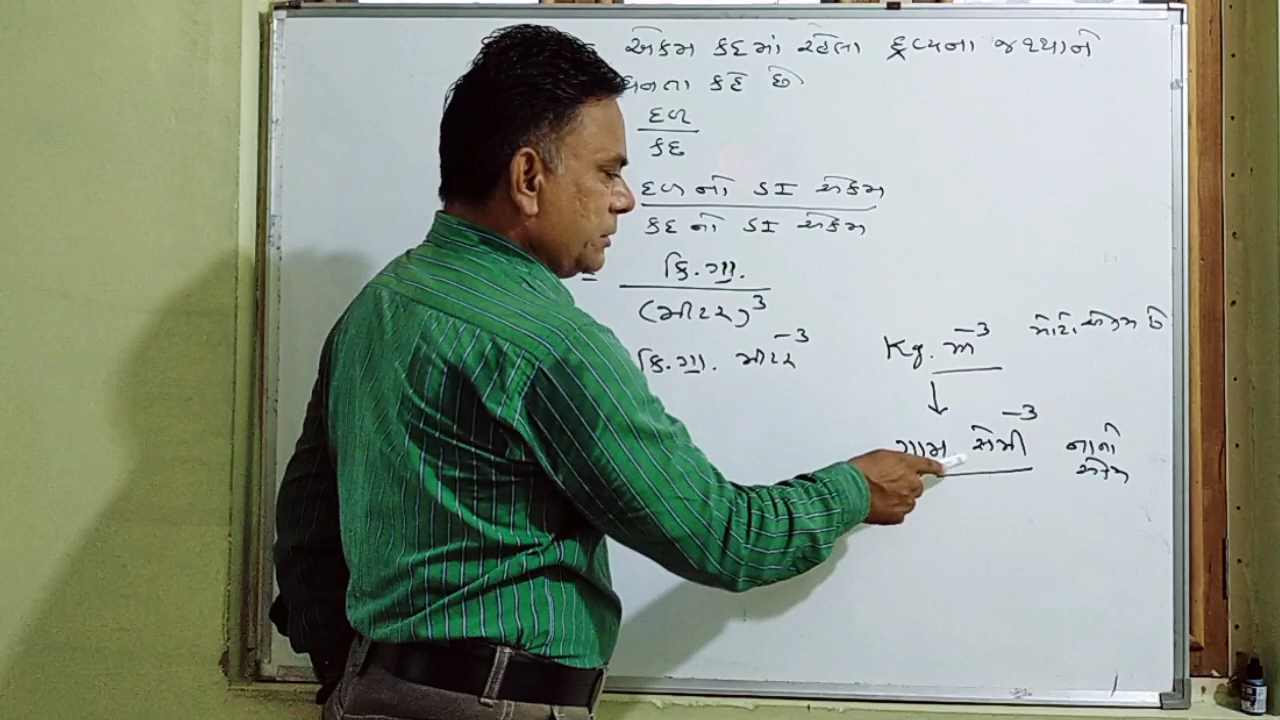 એકમ કદમાં રહેલા દ્રવ્યના જથ્થાને
ઘનતા કહે છે
દળ
કદ
દળનો SI એકમ
કદનો SI એકમ
= કિ.ગ્રા.
(મીટર)³
કિ.ગ્રા. મીટર⁻³
Kg. m⁻³ મોટો એકમ છે
↓
ગ્રામ સેમી⁻³ નાનો
એકમ